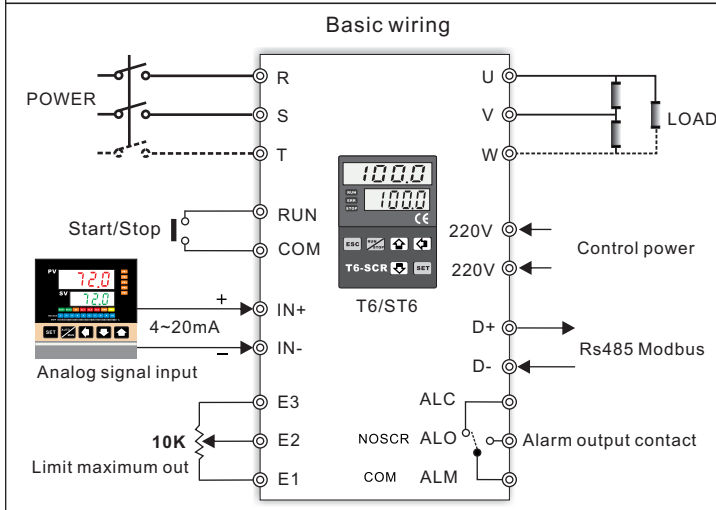 Basic wiring
POWER
R
S
T
U
V
W
LOAD
100.0
100.0
RUN
ERR
STOP
CE
ESC
RUN
STOP
T6-SCR
SET
T6/ST6
Start/Stop
RUN
COM
220V
220V
Control power
PV
72.0
SV
72.0
SET
+
4~20mA
−
IN+
IN-
Analog signal input
D+
D-
Rs485 Modbus
10K
Limit maximum out
E3
E2
E1
ALC
NOSCR ALO
COM ALM
Alarm output contact